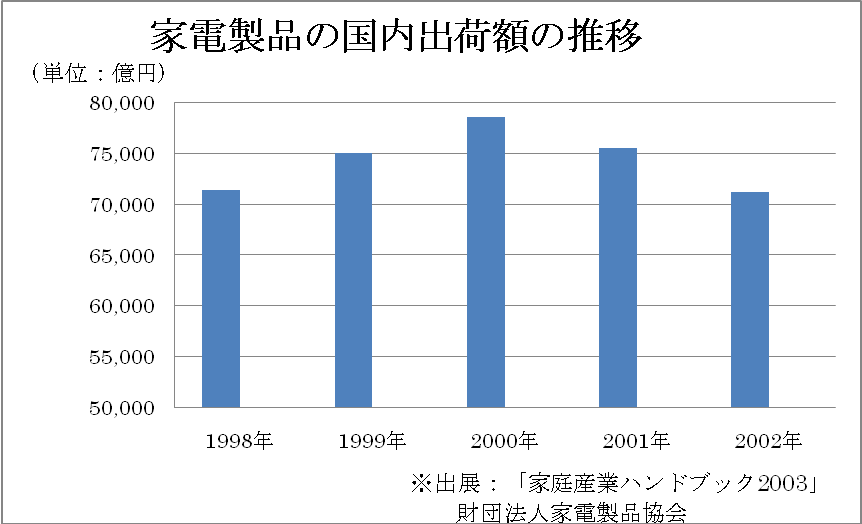 家電製品の国内出荷額の推移
（単位：億円）
80,000
75,000
70,000
65,000
60,000
55,000
50,000
1998年 1999年 2000年 2001年 2002年
※出展：「家庭産業ハンドブック2003」
財団法人家電製品協会